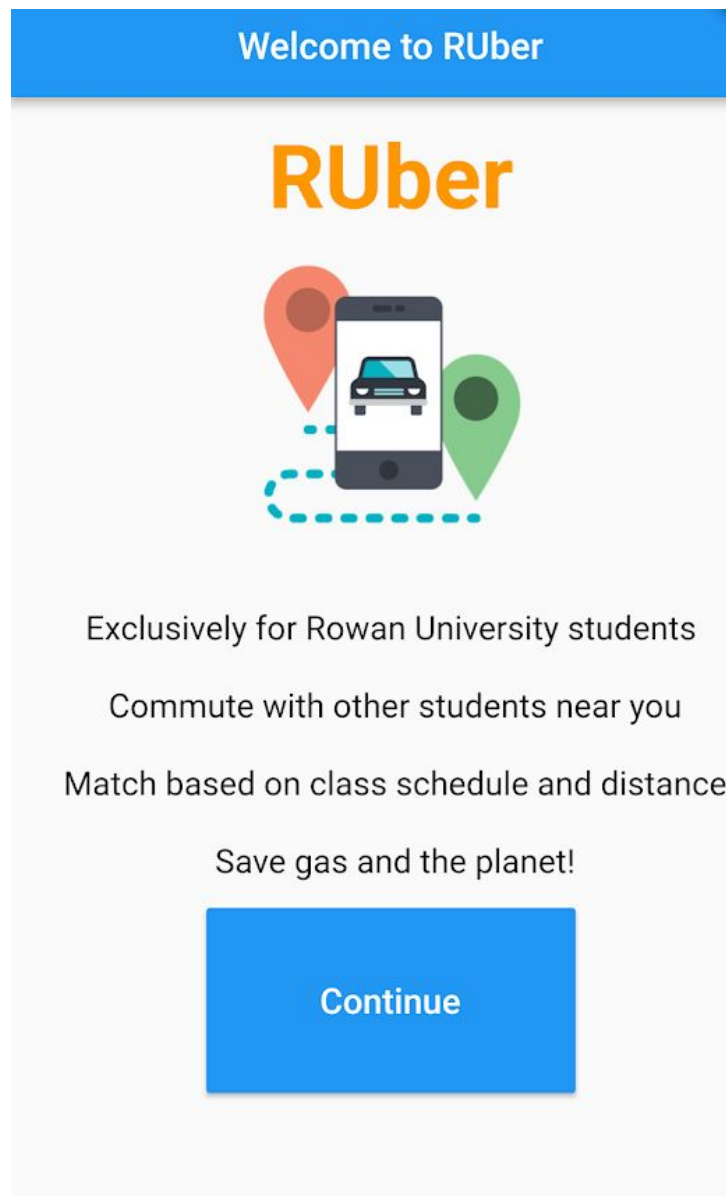 Welcome to RUber
RUber
Exclusively for Rowan University students
Commute with other students near you
Match based on class schedule and distance
Save gas and the planet!
Continue